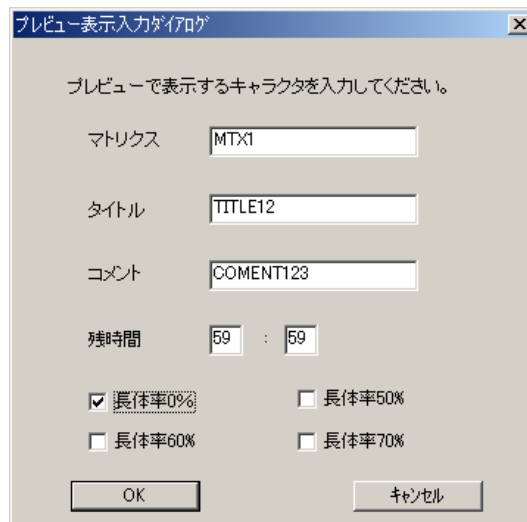 プレビュー表示入力ﾀﾞｲｱﾛｸﾞ
プレビューで表示するキャラクタを入力してください。
マトリクス MTX1
タイトル TITLE12
コメント COMENT123
残時間 59 : 59
長体率0% 長体率50%
長体率60% 長体率70%
OK ｷｬﾝｾﾙ